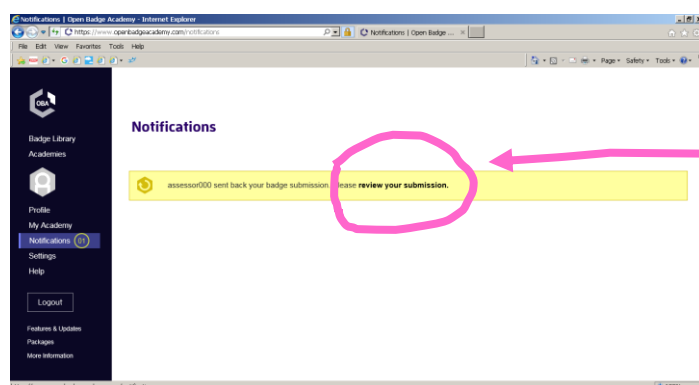 Notifications | Open Badge Academy - Internet Explorer
https://www.openbadgeacademy.com/notifications
Notifications | Open Badge ...
File Edit View Favorites Tools Help
Page Safety Tools
OBA
Badge Library
Academies
Profile
My Academy
Notifications 01
Settings
Help
Logout
Features & Updates
Packages
More Information
Notifications
assessor000 sent back your badge submission. Please review your submission.